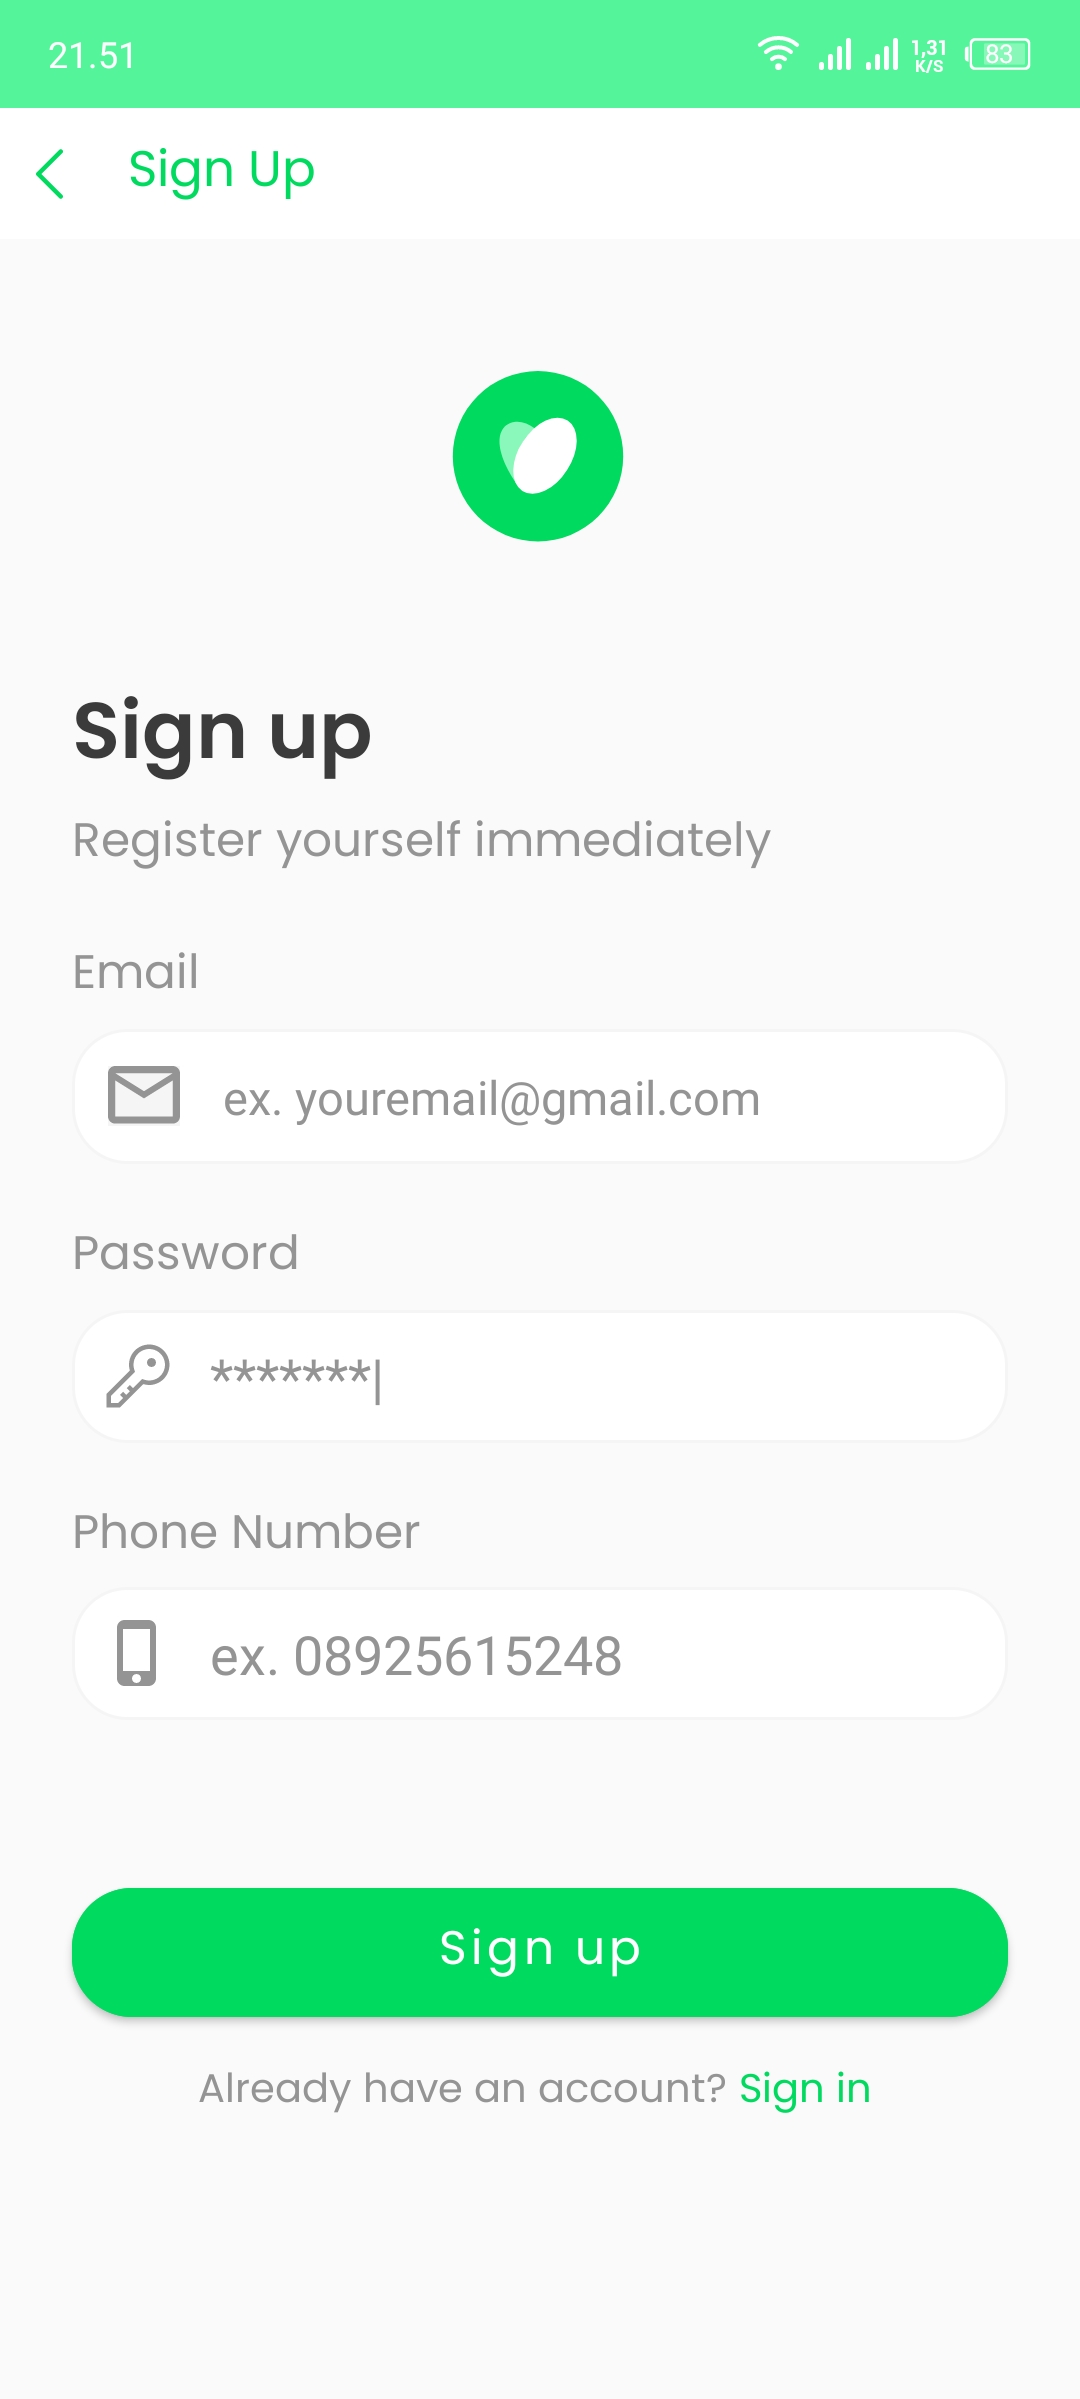 21.51
1,31
K/S
83
Sign Up
Sign up
Register yourself immediately
Email
ex. youremail@gmail.com
Password
*******|
Phone Number
ex. 08925615248
Sign up
Already have an account? Sign in